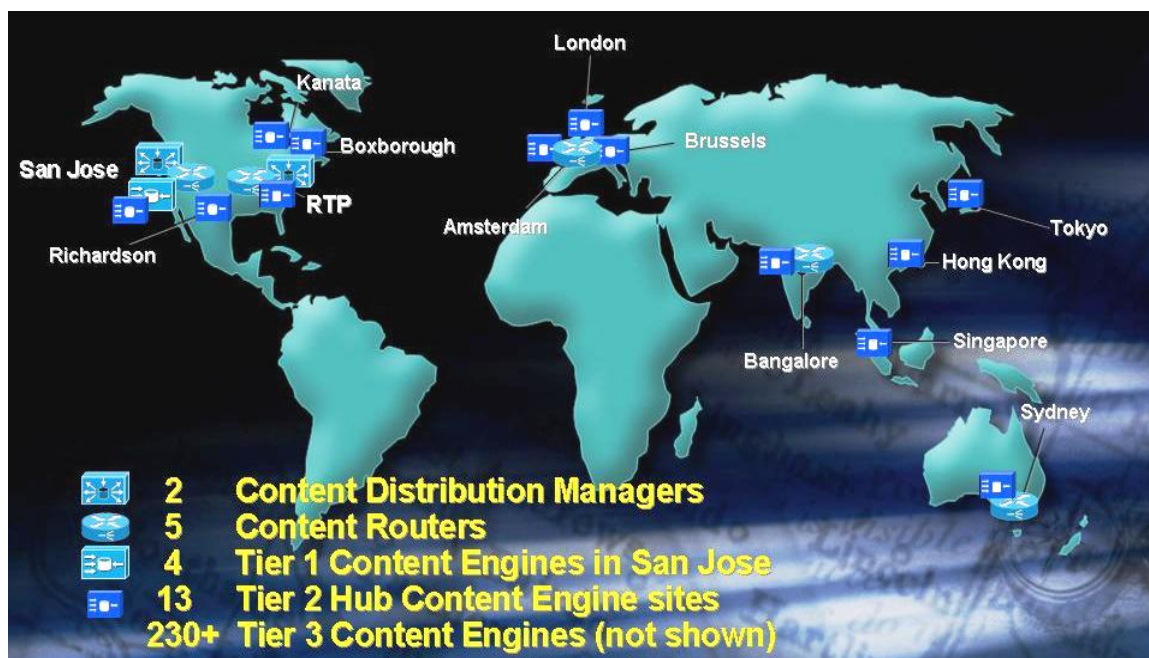 London
Kanata
Boxborough
Brussels
San Jose
RTP
Amsterdam
Tokyo
Richardson
Hong Kong
Bangalore
Singapore
Sydney
2 Content Distribution Managers
5 Content Routers
4 Tier 1 Content Engines in San Jose
13 Tier 2 Hub Content Engine sites
230+ Tier 3 Content Engines (not shown)